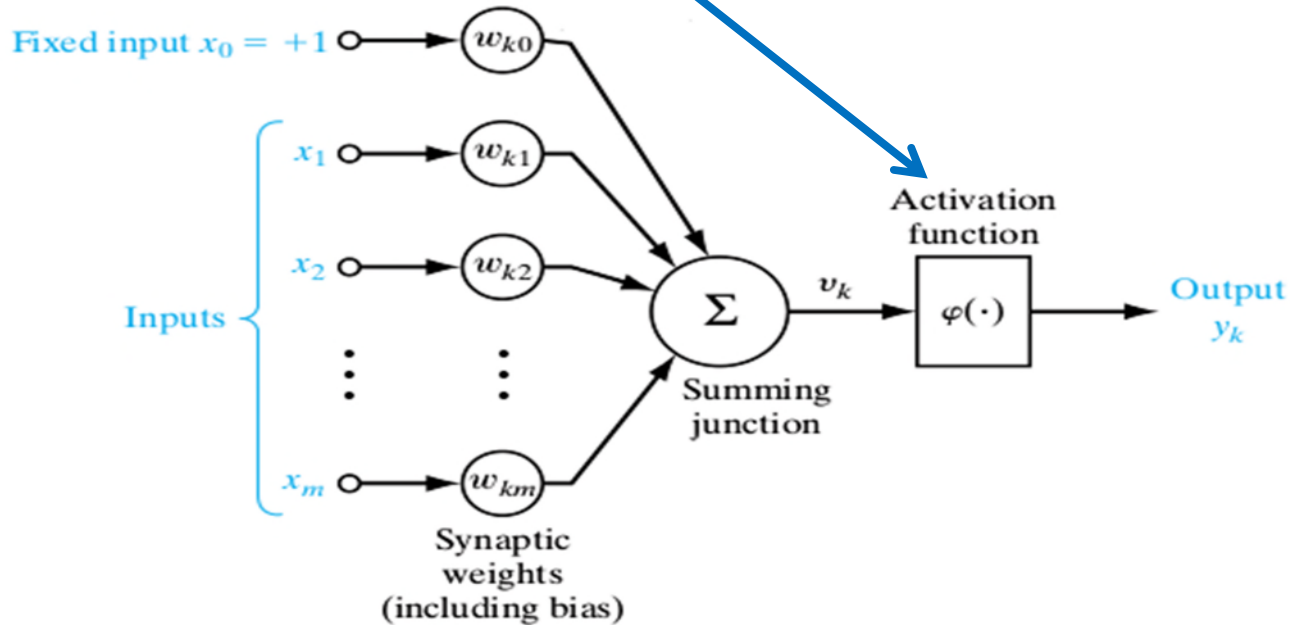 Fixed input x₀ = +1
wₖ₀
x₁
wₖ₁
x₂
wₖ₂
Inputs
⋮
⋮
xₘ
wₖₘ
Synaptic
weights
(including bias)
Σ
Summing
junction
vₖ
Activation
function
φ(·)
Output
yₖ